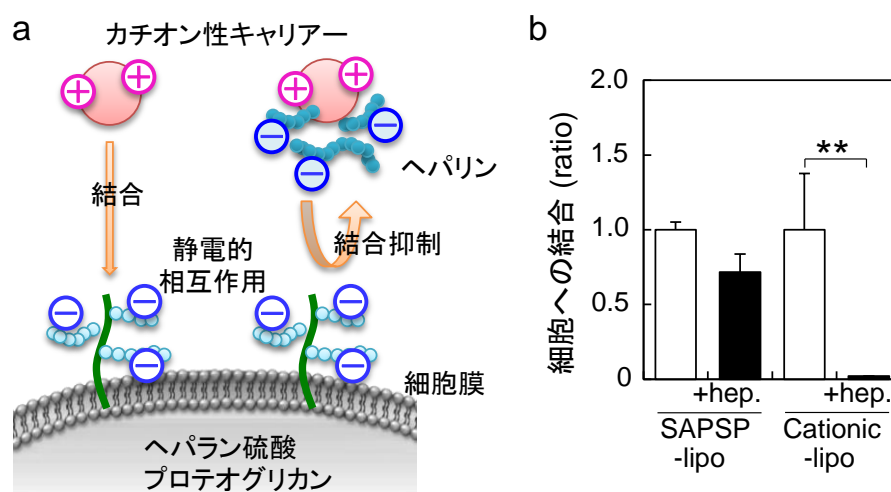 a
カチオン性キャリアー
+
+
+
+
−
−
−
ヘパリン
結合
結合抑制
静電的
相互作用
−
−
−
−
−
−
細胞膜
ヘパラン硫酸
プロテオグリカン
b
細胞への結合 (ratio)
2.0
1.5
1.0
0.5
0
**
+hep.
+hep.
SAPSP
-lipo
Cationic
-lipo